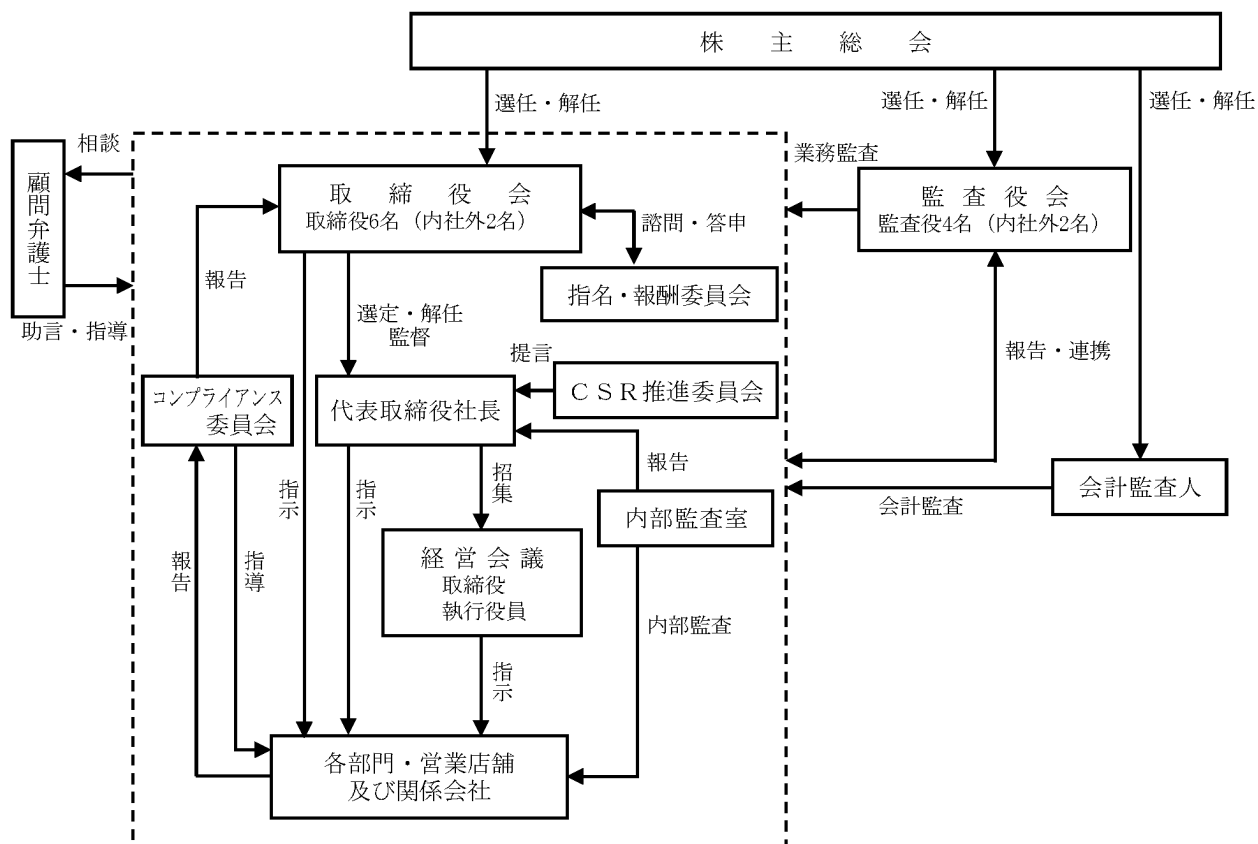 株主総会
選任・解任
選任・解任
選任・解任
相談
顧問弁護士
助言・指導
業務監査
取締役会
取締役6名（内社外2名）
監査役会
監査役4名（内社外2名）
諮問・答申
指名・報酬委員会
報告
選定・解任
監督
報告・連携
提言
CSR推進委員会
コンプライアンス
委員会
代表取締役社長
報告
招集
指示
指示
内部監査室
会計監査人
会計監査
経営会議
取締役
執行役員
報告
指導
内部監査
指示
各部門・営業店舗
及び関係会社